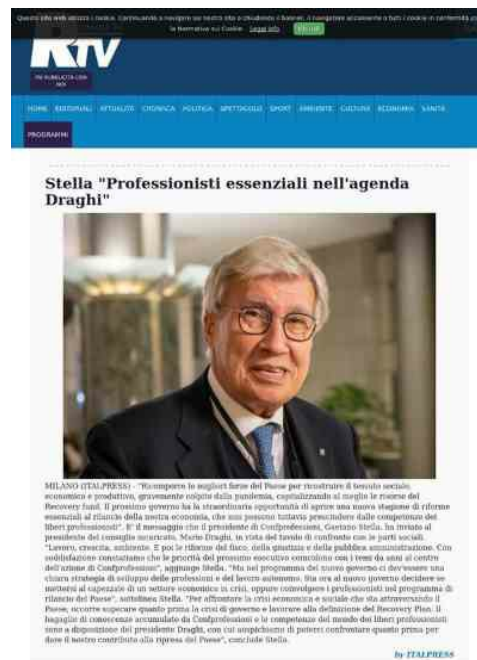 Questo sito web utilizza i cookie. Continuando a navigare sul nostro sito o chiudendo il banner, il navigatore acconsente a tutti i cookie in conformità con
la Normativa sui Cookie. Leggi info
RTV
FAI PUBBLICITÀ CON
NOI
HOME EDITORIALI ATTUALITÀ CRONACA POLITICA SPETTACOLO SPORT AMBIENTE CULTURA ECONOMIA SANITÀ
PROGRAMMI
Stella "Professionisti essenziali nell'agenda
Draghi"
MILANO (ITALPRESS) - "Ricomporre le migliori forze del Paese per ricostruire il tessuto sociale,
economico e produttivo, gravemente colpito dalla pandemia, capitalizzando al meglio le risorse del
Recovery fund. Il prossimo governo ha la straordinaria opportunità di aprire una nuova stagione di riforme
essenziali al rilancio della nostra economia, che non possono tuttavia prescindere dalle competenze dei
liberi professionisti". E' il messaggio che il presidente di Confprofessioni, Gaetano Stella, ha inviato al
presidente del consiglio incaricato, Mario Draghi, in vista del tavolo di confronto con le parti sociali.
"Lavoro, crescita, ambiente. E poi le riforme del fisco, della giustizia e della pubblica amministrazione. Con
soddisfazione constatiamo che le priorità del prossimo esecutivo coincidono con i temi da anni al centro
dell'azione di Confprofessioni", aggiunge Stella. "Ma nel programma del nuovo governo ci dev'essere una
chiara strategia di sviluppo delle professioni e del lavoro autonomo. Sta ora al nuovo governo decidere se
mettersi al capezzale di un settore economico in crisi, oppure coinvolgere i professionisti nel programma di
rilancio del Paese", sottolinea Stella. "Per affrontare la crisi economica e sociale che sta attraversando il
Paese, occorre superare quanto prima la crisi di governo e lavorare alla definizione del Recovery Plan. Il
bagaglio di conoscenze accumulato da Confprofessioni e le competenze del mondo dei liberi professionisti
sono a disposizione del presidente Draghi, con cui auspichiamo di poterci confrontare quanto prima per
dare il nostro contributo alla ripresa del Paese", conclude Stella.
by ITALPRESS